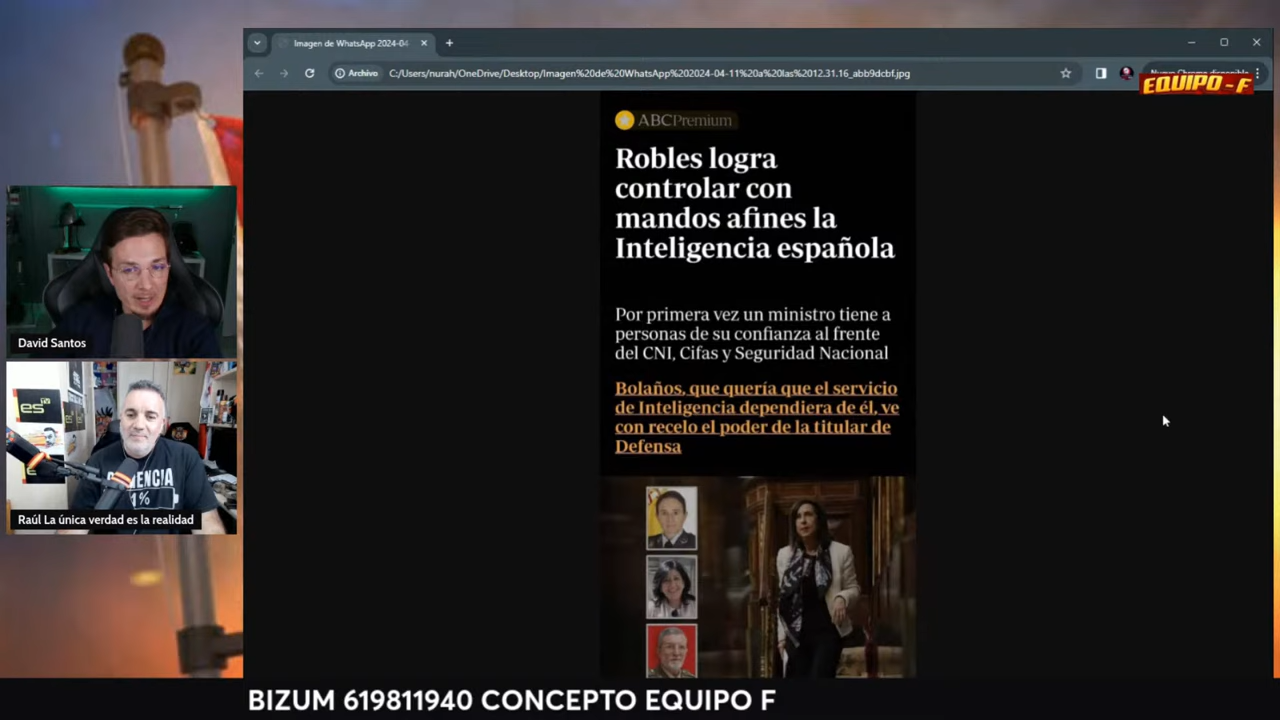 Imagen de WhatsApp 2024-04
Archivo
C:/Users/nurah/OneDrive/Desktop/Imagen%20de%20WhatsApp%202024-04-11%20a%20las%2012.31.16_abb9dcbf.jpg
EQUIPO-F
ABCPremium
Robles logra
controlar con
mandos afines la
Inteligencia española
Por primera vez un ministro tiene a
personas de su confianza al frente
del CNI, Cifas y Seguridad Nacional
Bolaños, que quería que el servicio
de Inteligencia dependiera de él, ve
con recelo el poder de la titular de
Defensa
David Santos
es
1%
Raúl La única verdad es la realidad
BIZUM 619811940 CONCEPTO EQUIPO F